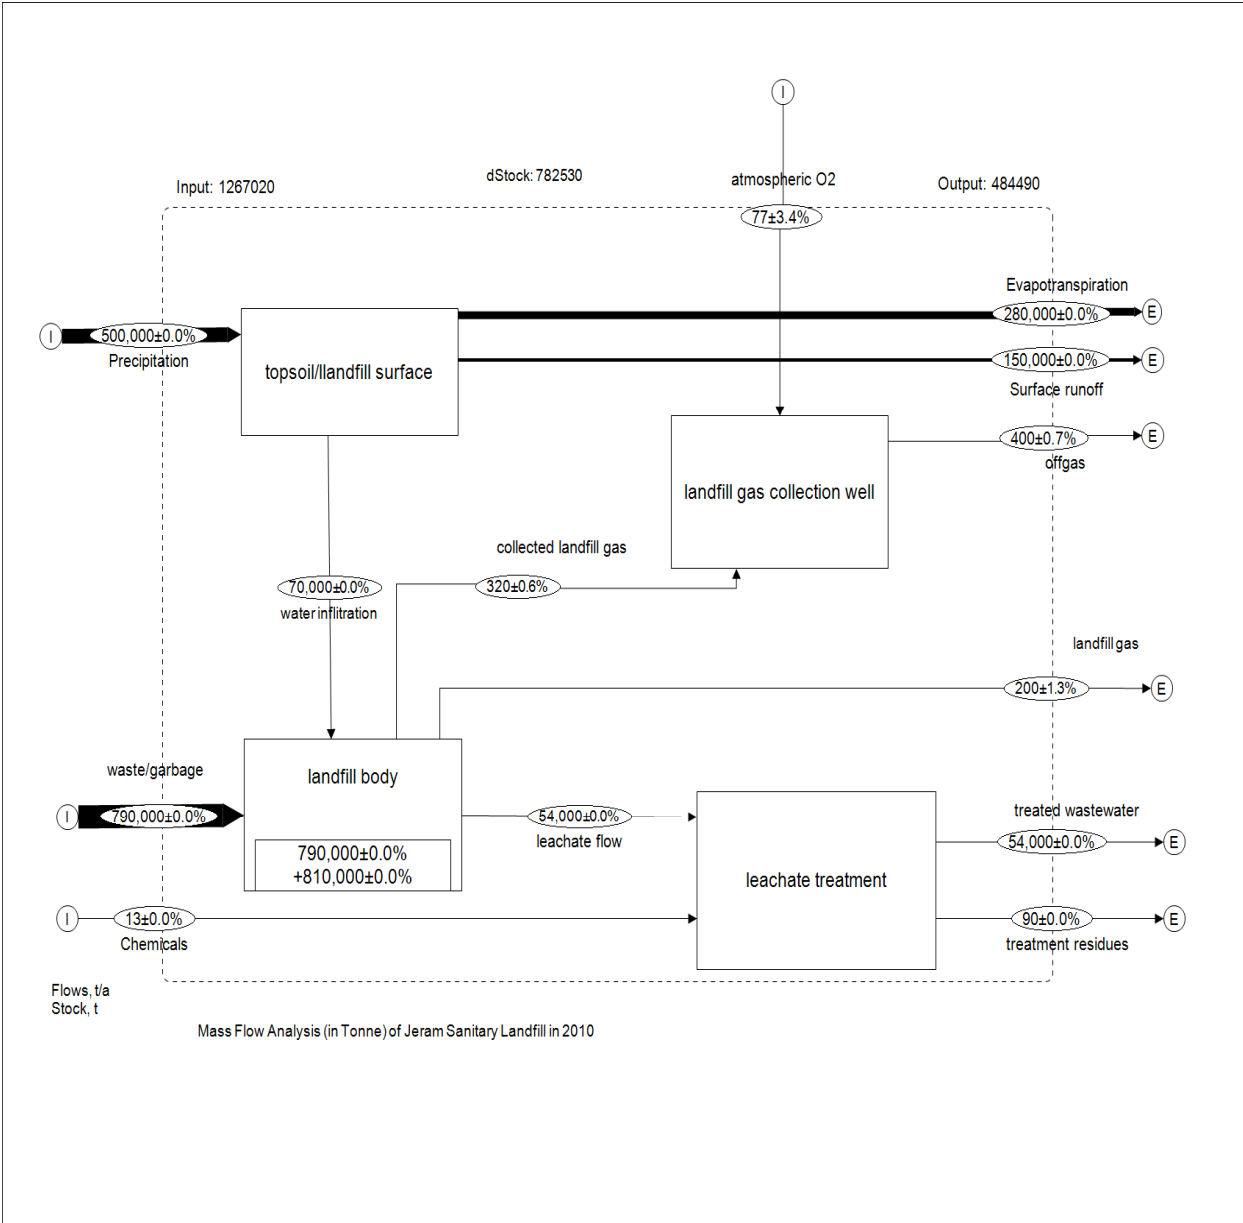 I
Input: 1267020
dStock: 782530
atmospheric O2
Output: 484490
77±3.4%
Evapotranspiration
280,000±0.0%
E
I
500,000±0.0%
Precipitation
topsoil/llandfill surface
150,000±0.0%
E
Surface runoff
400±0.7%
E
offgas
landfill gas collection well
collected landfill gas
320±0.6%
70,000±0.0%
water inflitration
landfill gas
200±1.3%
E
waste/garbage
I
790,000±0.0%
landfill body
790,000±0.0%
+810,000±0.0%
54,000±0.0%
leachate flow
leachate treatment
treated wastewater
54,000±0.0%
E
I
13±0.0%
Chemicals
90±0.0%
E
treatment residues
Flows, t/a
Stock, t
Mass Flow Analysis (in Tonne) of Jeram Sanitary Landfill in 2010